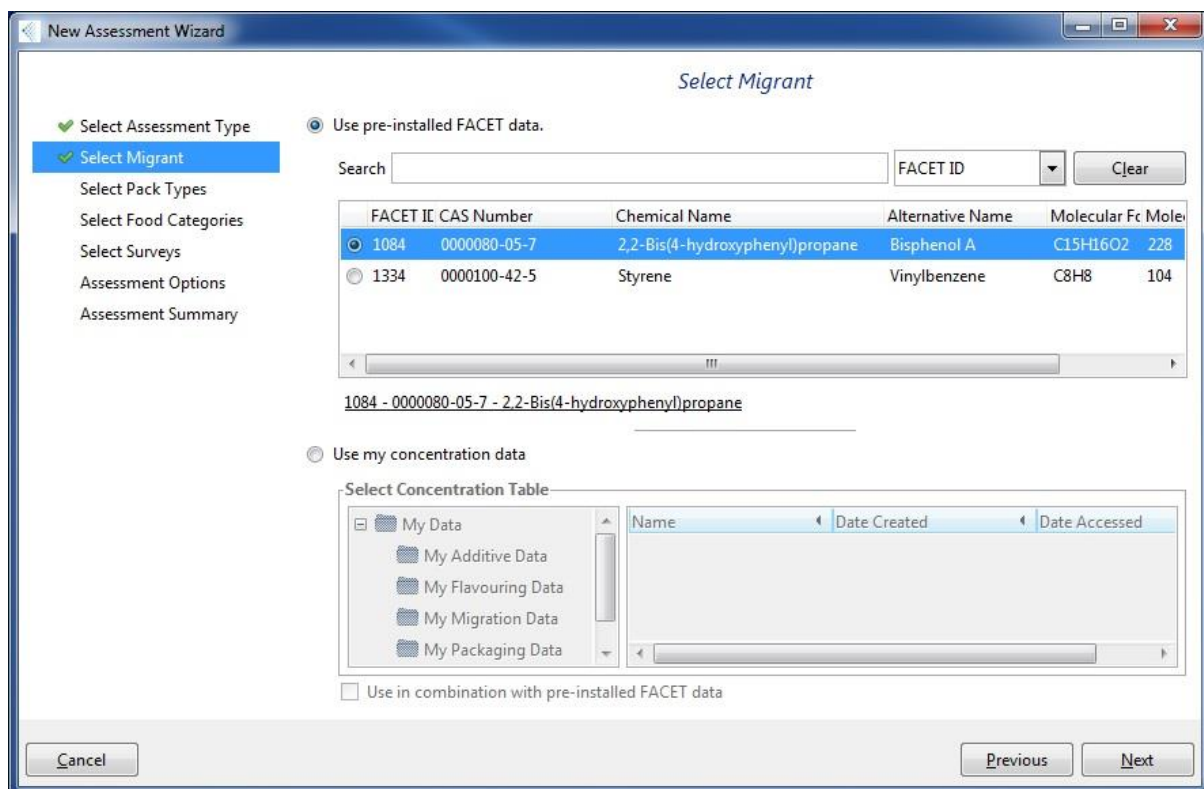 New Assessment Wizard
Select Migrant
Select Assessment Type
Select Migrant
Select Pack Types
Select Food Categories
Select Surveys
Assessment Options
Assessment Summary
Use pre-installed FACET data.
Search FACET ID Clear
FACET ID CAS Number Chemical Name Alternative Name Molecular Fc Mole
1084 0000080-05-7 2,2-Bis(4-hydroxyphenyl)propane Bisphenol A C15H16O2 228
1334 0000100-42-5 Styrene Vinylbenzene C8H8 104
1084 - 0000080-05-7 - 2,2-Bis(4-hydroxyphenyl)propane
Use my concentration data
Select Concentration Table
My Data
My Additive Data
My Flavouring Data
My Migration Data
My Packaging Data
Name Date Created Date Accessed
Use in combination with pre-installed FACET data
Cancel Previous Next